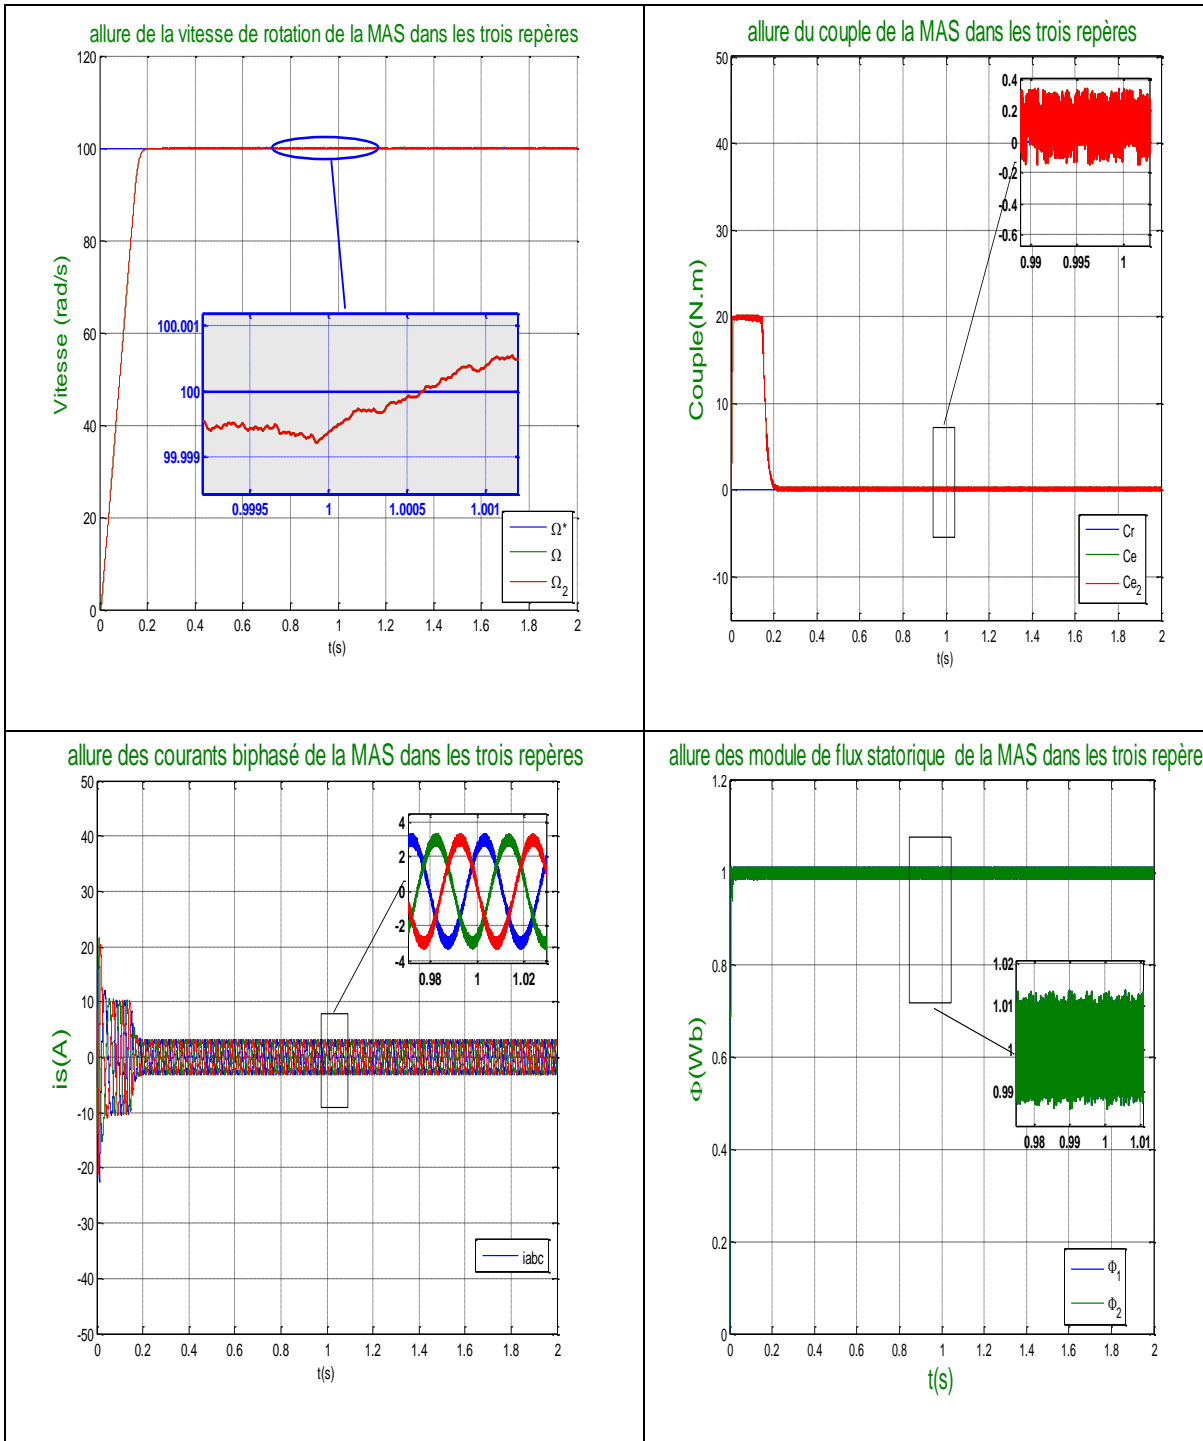 allure de la vitesse de rotation de la MAS dans les trois repères
120
100
80
60
40
20
0
Vitesse (rad/s)
100.001
100
99.999
0.9995 1 1.0005 1.001
Ω*
Ω
Ω2
0 0.2 0.4 0.6 0.8 1 1.2 1.4 1.6 1.8 2
t(s)
allure du couple de la MAS dans les trois repères
50
40
30
20
10
0
-10
Couple(N.m)
0.4
0.2
0
-0.2
-0.4
-0.6
0.99 0.995 1
Cr
Ce
Ce2
0 0.2 0.4 0.6 0.8 1 1.2 1.4 1.6 1.8 2
t(s)
allure des courants biphasé de la MAS dans les trois repères
50
40
30
20
10
0
-10
-20
-30
-40
-50
is(A)
4
2
0
-2
-4
0.98 1 1.02
iabc
0 0.2 0.4 0.6 0.8 1 1.2 1.4 1.6 1.8 2
t(s)
allure des module de flux statorique de la MAS dans les trois repère
1.2
1
0.8
0.6
0.4
0.2
0
Φ(Wb)
1.02
1.01
1
0.99
0.98 0.99 1 1.01
Φ1
Φ2
0 0.2 0.4 0.6 0.8 1 1.2 1.4 1.6 1.8 2
t(s)